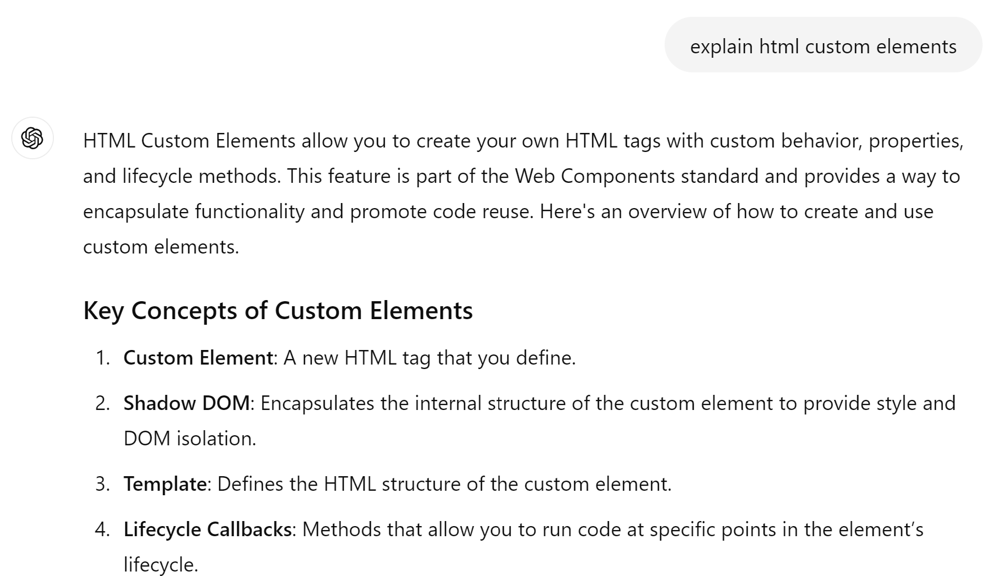 explain html custom elements
HTML Custom Elements allow you to create your own HTML tags with custom behavior, properties,
and lifecycle methods. This feature is part of the Web Components standard and provides a way to
encapsulate functionality and promote code reuse. Here's an overview of how to create and use
custom elements.
Key Concepts of Custom Elements
1. Custom Element: A new HTML tag that you define.
2. Shadow DOM: Encapsulates the internal structure of the custom element to provide style and
DOM isolation.
3. Template: Defines the HTML structure of the custom element.
4. Lifecycle Callbacks: Methods that allow you to run code at specific points in the element’s
lifecycle.